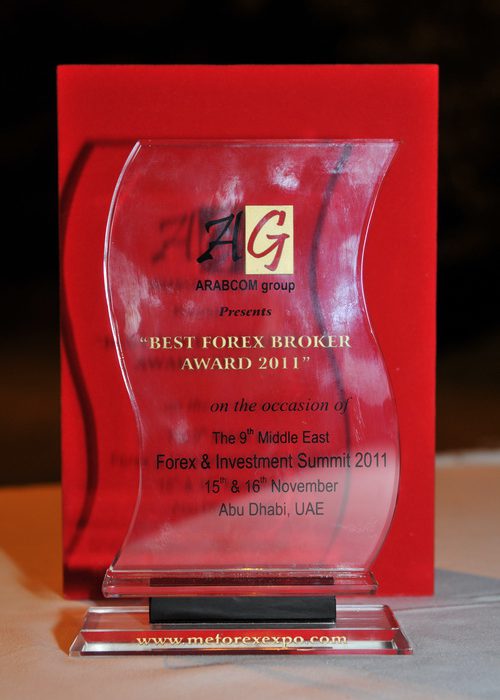 AG
ARABCOM group
Presents
“BEST FOREX BROKER
AWARD 2011”
on the occasion of
The 9th Middle East
Forex & Investment Summit 2011
15th & 16th November
Abu Dhabi, UAE
www.meforexexpo.com